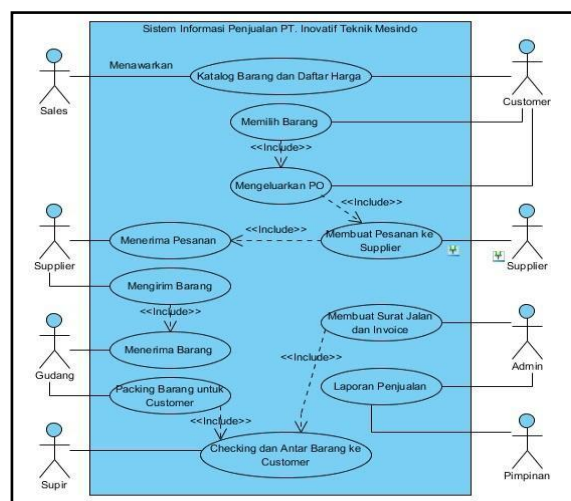 Sistem Informasi Penjualan PT. Inovatif Teknik Mesindo
Menawarkan
Katalog Barang dan Daftar Harga
Sales
Customer
Memilih Barang
<<Include>>
Mengeluarkan PO
<<Include>>
<<Include>>
Menerima Pesanan
Membuat Pesanan ke
Supplier
Supplier
Supplier
Mengirim Barang
<<Include>>
Membuat Surat Jalan
dan Invoice
Menerima Barang
<<Include>>
Gudang
Admin
Packing Barang untuk
Customer
Laporan Penjualan
<<Include>>
Checking dan Antar Barang ke
Customer
Supir
Pimpinan